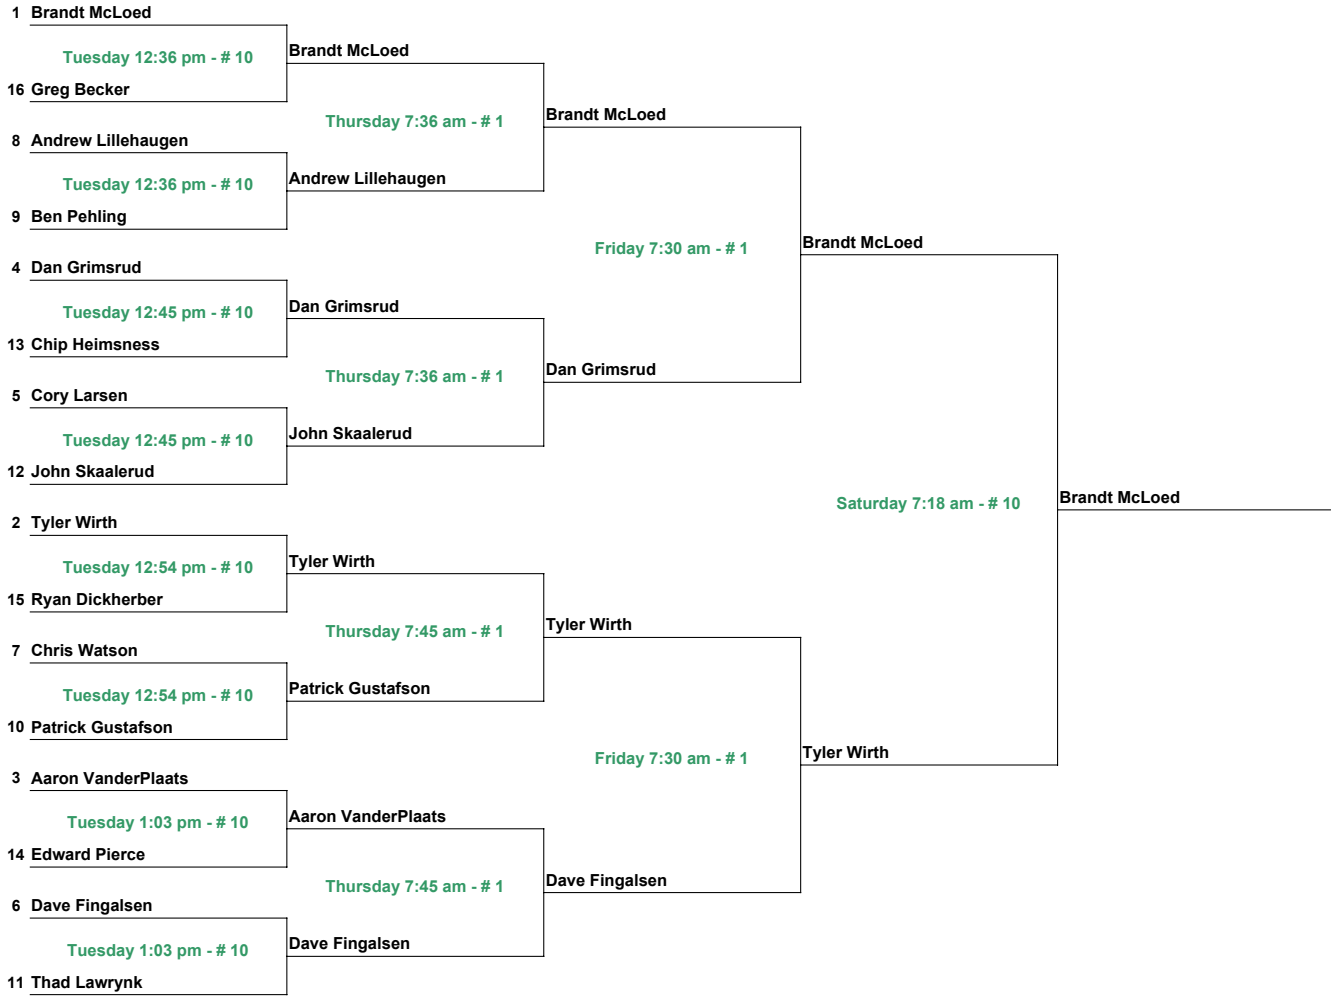 1 Brandt McLoed
Tuesday 12:36 pm - # 10
Brandt McLoed
16 Greg Becker
Thursday 7:36 am - # 1
Brandt McLoed
8 Andrew Lillehaugen
Tuesday 12:36 pm - # 10
Andrew Lillehaugen
9 Ben Pehling
Friday 7:30 am - # 1
Brandt McLoed
4 Dan Grimsrud
Tuesday 12:45 pm - # 10
Dan Grimsrud
13 Chip Heimsness
Thursday 7:36 am - # 1
Dan Grimsrud
5 Cory Larsen
Tuesday 12:45 pm - # 10
John Skaalerud
12 John Skaalerud
Saturday 7:18 am - # 10
Brandt McLoed
2 Tyler Wirth
Tuesday 12:54 pm - # 10
Tyler Wirth
15 Ryan Dickherber
Thursday 7:45 am - # 1
Tyler Wirth
7 Chris Watson
Tuesday 12:54 pm - # 10
Patrick Gustafson
10 Patrick Gustafson
Friday 7:30 am - # 1
Tyler Wirth
3 Aaron VanderPlaats
Tuesday 1:03 pm - # 10
Aaron VanderPlaats
14 Edward Pierce
Thursday 7:45 am - # 1
Dave Fingalsen
6 Dave Fingalsen
Tuesday 1:03 pm - # 10
Dave Fingalsen
11 Thad Lawrynk